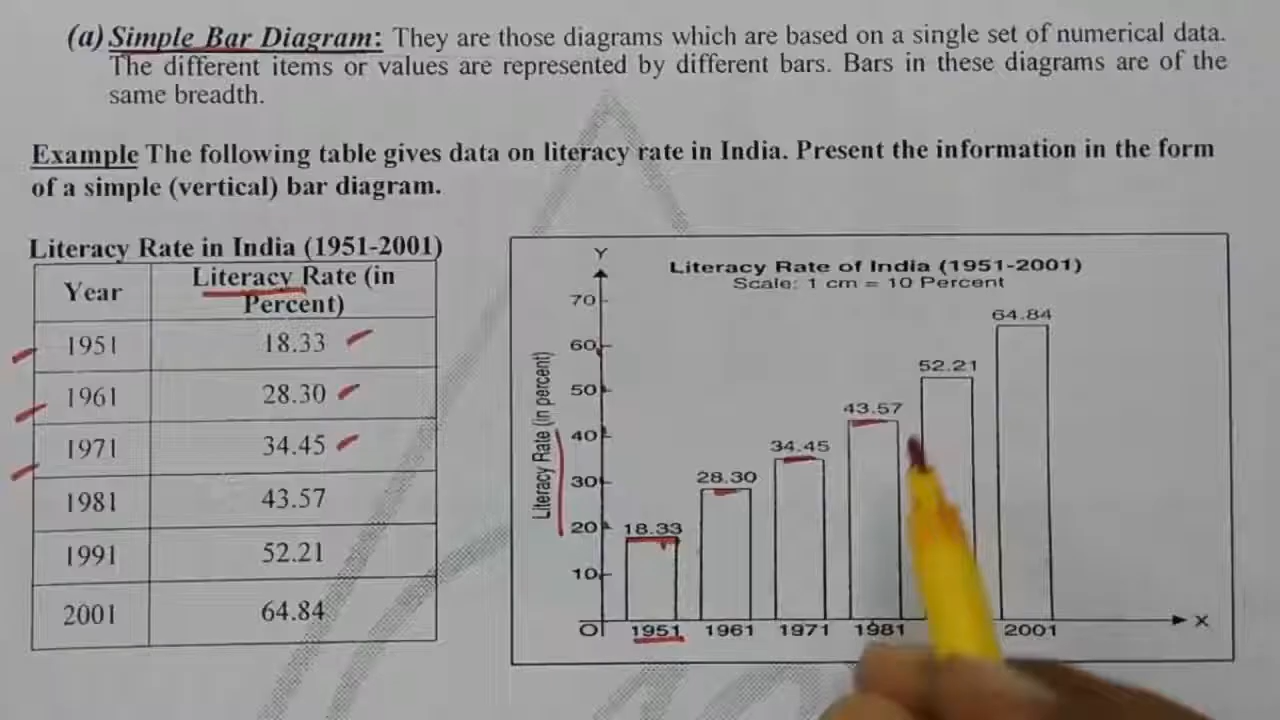 (a) Simple Bar Diagram: They are those diagrams which are based on a single set of numerical data.
The different items or values are represented by different bars. Bars in these diagrams are of the
same breadth.
Example The following table gives data on literacy rate in India. Present the information in the form
of a simple (vertical) bar diagram.
Literacy Rate in India (1951-2001)
Year Literacy Rate (in
Percent)
1951 18.33
1961 28.30
1971 34.45
1981 43.57
1991 52.21
2001 64.84
Y
Literacy Rate of India (1951-2001)
Scale: 1 cm = 10 Percent
Literacy Rate (in percent)
70
60
50
40
30
20
10
O
18.33
28.30
34.45
43.57
52.21
64.84
1951 1961 1971 1981 2001 X